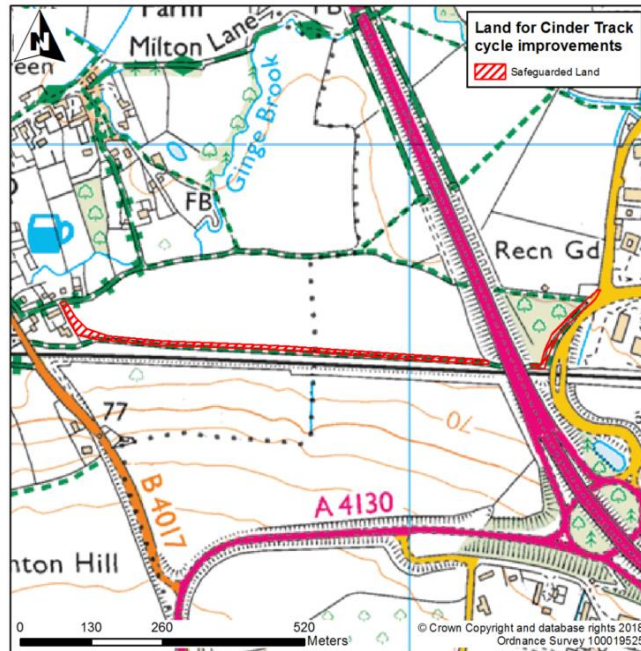 N
Farm
Milton Lane
FB
Land for Cinder Track
cycle improvements
Safeguarded Land
een
Ginge Brook
FB
Recn Gd
77
70
B 4017
A 4130
nton Hill
0 130 260 520
Meters
© Crown Copyright and database rights 2018
Ordnance Survey 100019525